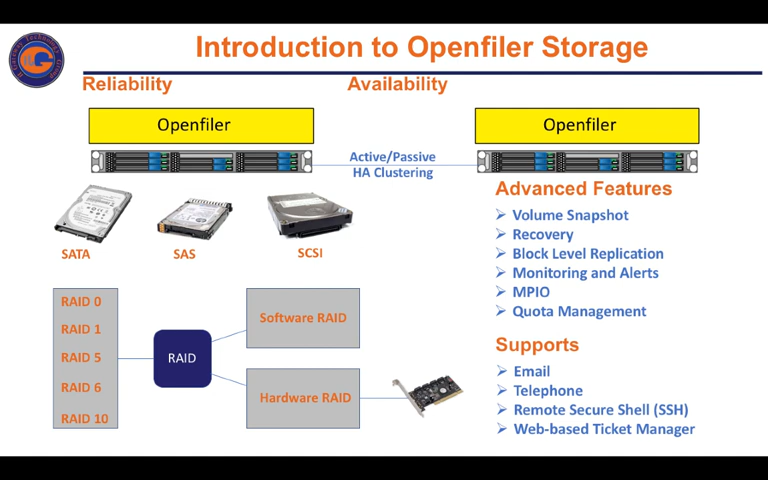 Introduction to Openfiler Storage
Reliability
Availability
Openfiler
Openfiler
Active/Passive
HA Clustering
SATA
SAS
SCSI
RAID 0
RAID 1
RAID 5
RAID 6
RAID 10
RAID
Software RAID
Hardware RAID
Advanced Features
Volume Snapshot
Recovery
Block Level Replication
Monitoring and Alerts
MPIO
Quota Management
Supports
Email
Telephone
Remote Secure Shell (SSH)
Web-based Ticket Manager